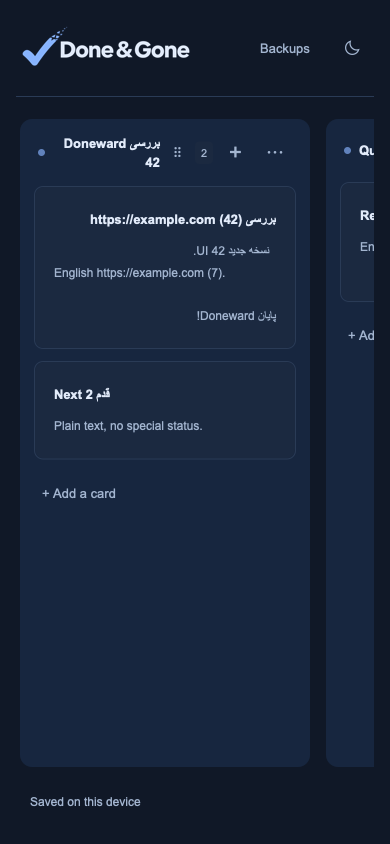 Done & Gone
Backups
بررسی Doneward
42
2
بررسی (42) https://example.com
نسخه جدید UI 42.
English https://example.com (7).
پایان Doneward!
Next قدم 2
Plain text, no special status.
+ Add a card
Saved on this device